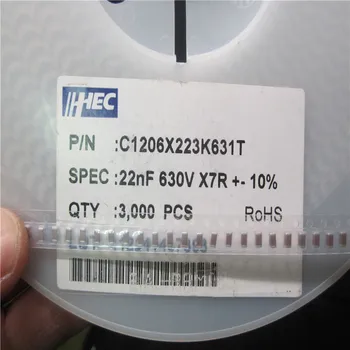 HEC
P/N :C1206X223K631T
SPEC :22nF 630V X7R +- 10%
QTY :3,000 PCS RoHS